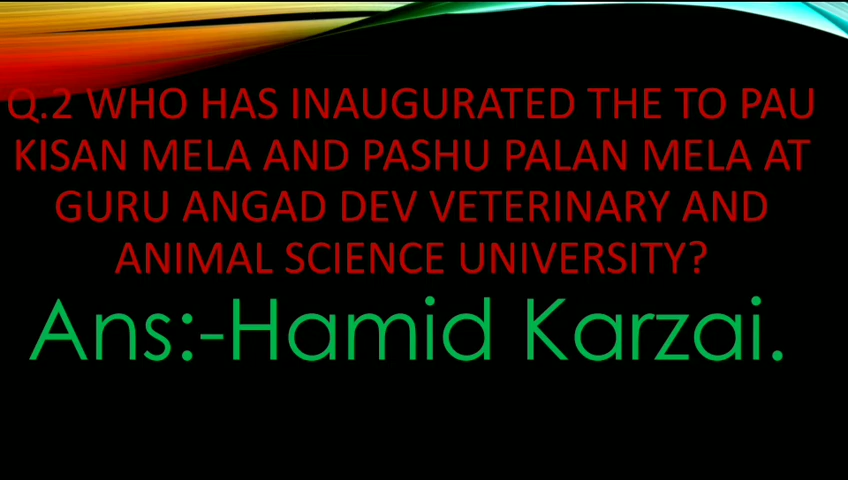 Q.2 WHO HAS INAUGURATED THE TO PAU
KISAN MELA AND PASHU PALAN MELA AT
GURU ANGAD DEV VETERINARY AND
ANIMAL SCIENCE UNIVERSITY?
Ans:-Hamid Karzai.